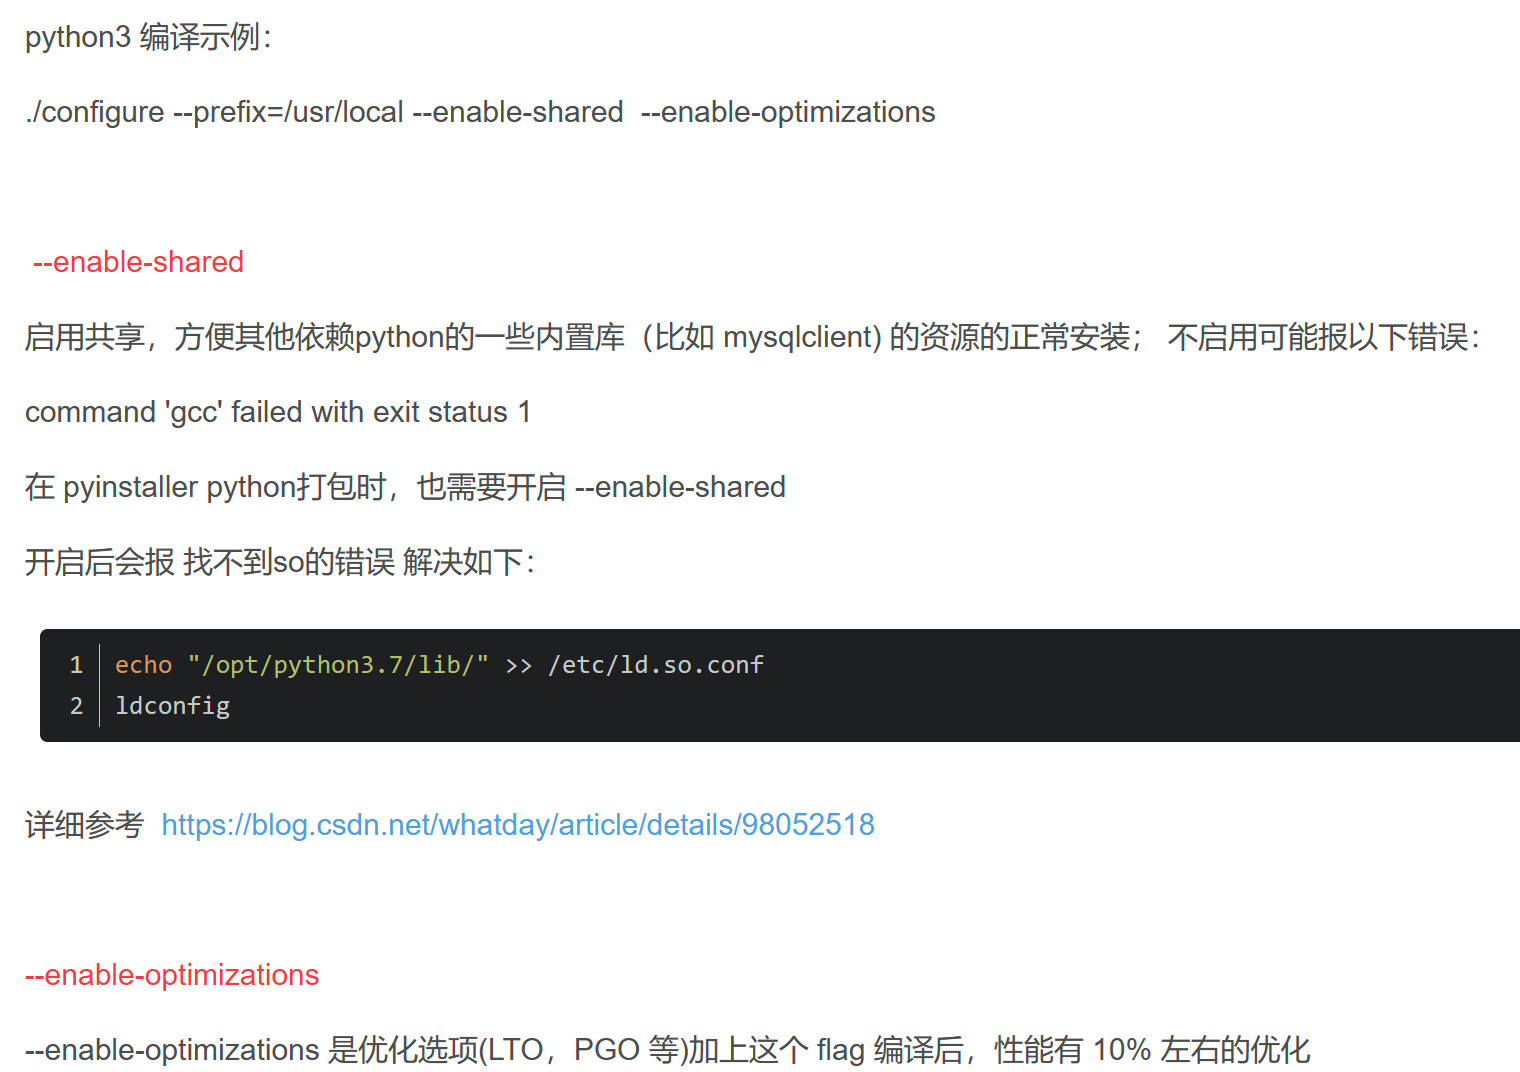 python3 编译示例：
./configure --prefix=/usr/local --enable-shared  --enable-optimizations
--enable-shared
启用共享，方便其他依赖python的一些内置库（比如 mysqlclient) 的资源的正常安装； 不启用可能报以下错误：
command 'gcc' failed with exit status 1
在 pyinstaller python打包时，也需要开启 --enable-shared
开启后会报 找不到so的错误 解决如下：
1 echo "/opt/python3.7/lib/" >> /etc/ld.so.conf
2 ldconfig
详细参考  https://blog.csdn.net/whatday/article/details/98052518
--enable-optimizations
--enable-optimizations 是优化选项(LTO，PGO 等)加上这个 flag 编译后，性能有 10% 左右的优化